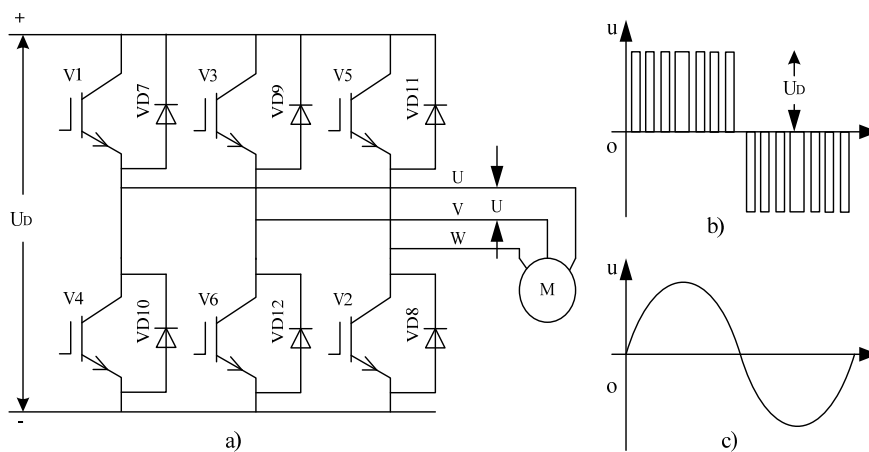 +
V1
VD7
V3
VD9
V5
VD11
UD
U
V
U
W
M
V4
VD10
V6
VD12
V2
VD8
-
a)
u
UD
o
b)
u
o
c)